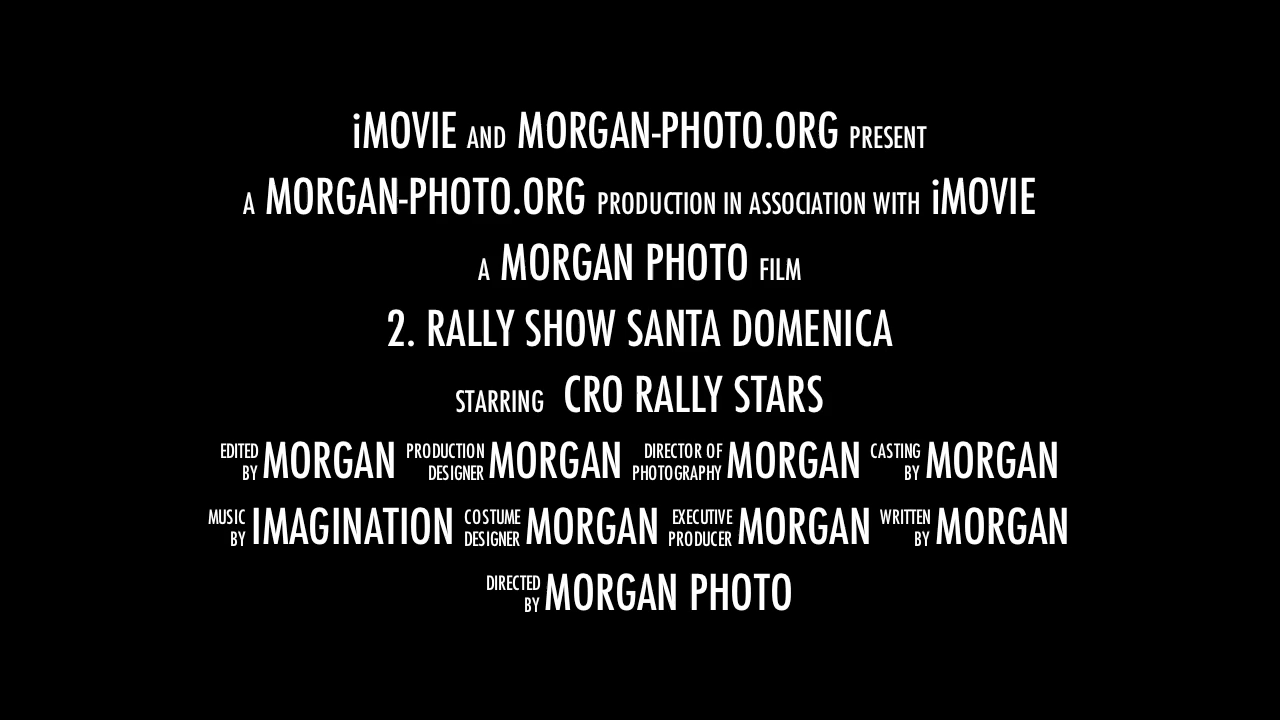 iMOVIE AND MORGAN-PHOTO.ORG PRESENT
A MORGAN-PHOTO.ORG PRODUCTION IN ASSOCIATION WITH iMOVIE
A MORGAN PHOTO FILM
2. RALLY SHOW SANTA DOMENICA
STARRING CRO RALLY STARS
EDITED BY MORGAN PRODUCTION DESIGNER MORGAN DIRECTOR OF PHOTOGRAPHY MORGAN CASTING BY MORGAN
MUSIC BY IMAGINATION COSTUME DESIGNER MORGAN EXECUTIVE PRODUCER MORGAN WRITTEN BY MORGAN
DIRECTED BY MORGAN PHOTO